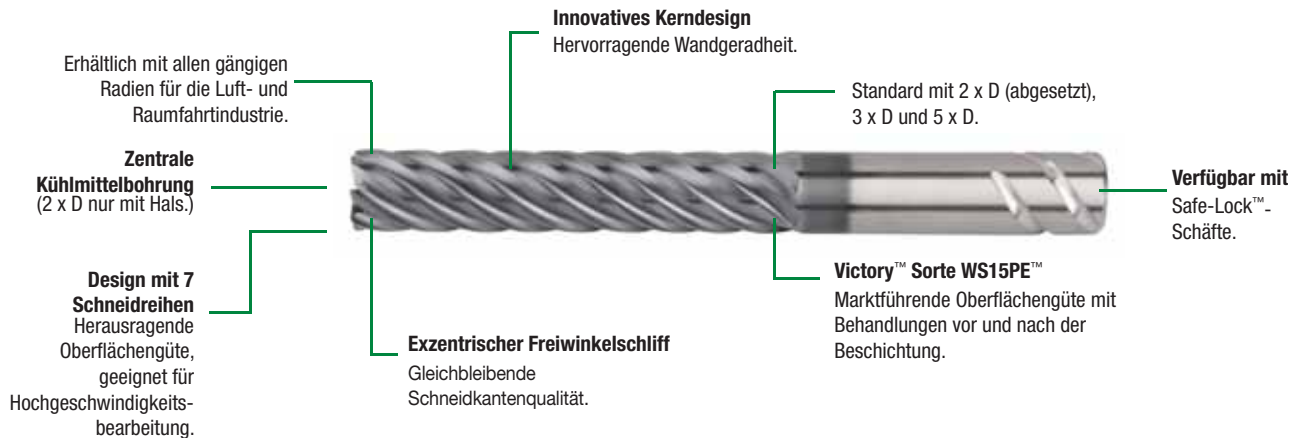 Innovatives Kerndesign
Hervorragende Wandgeradheit.
Erhältlich mit allen gängigen
Radien für die Luft- und
Raumfahrtindustrie.
Standard mit 2 x D (abgesetzt),
3 x D und 5 x D.
Zentrale
Kühlmittelbohrung
(2 x D nur mit Hals.)
Verfügbar mit
Safe-Lock™-
Schäfte.
Design mit 7
Schneidreihen
Herausragende
Oberflächengüte,
geeignet für
Hochgeschwindigkeits-
bearbeitung.
Victory™ Sorte WS15PE™
Marktführende Oberflächengüte mit
Behandlungen vor und nach der
Beschichtung.
Exzentrischer Freiwinkelschliff
Gleichbleibende
Schneidkantenqualität.